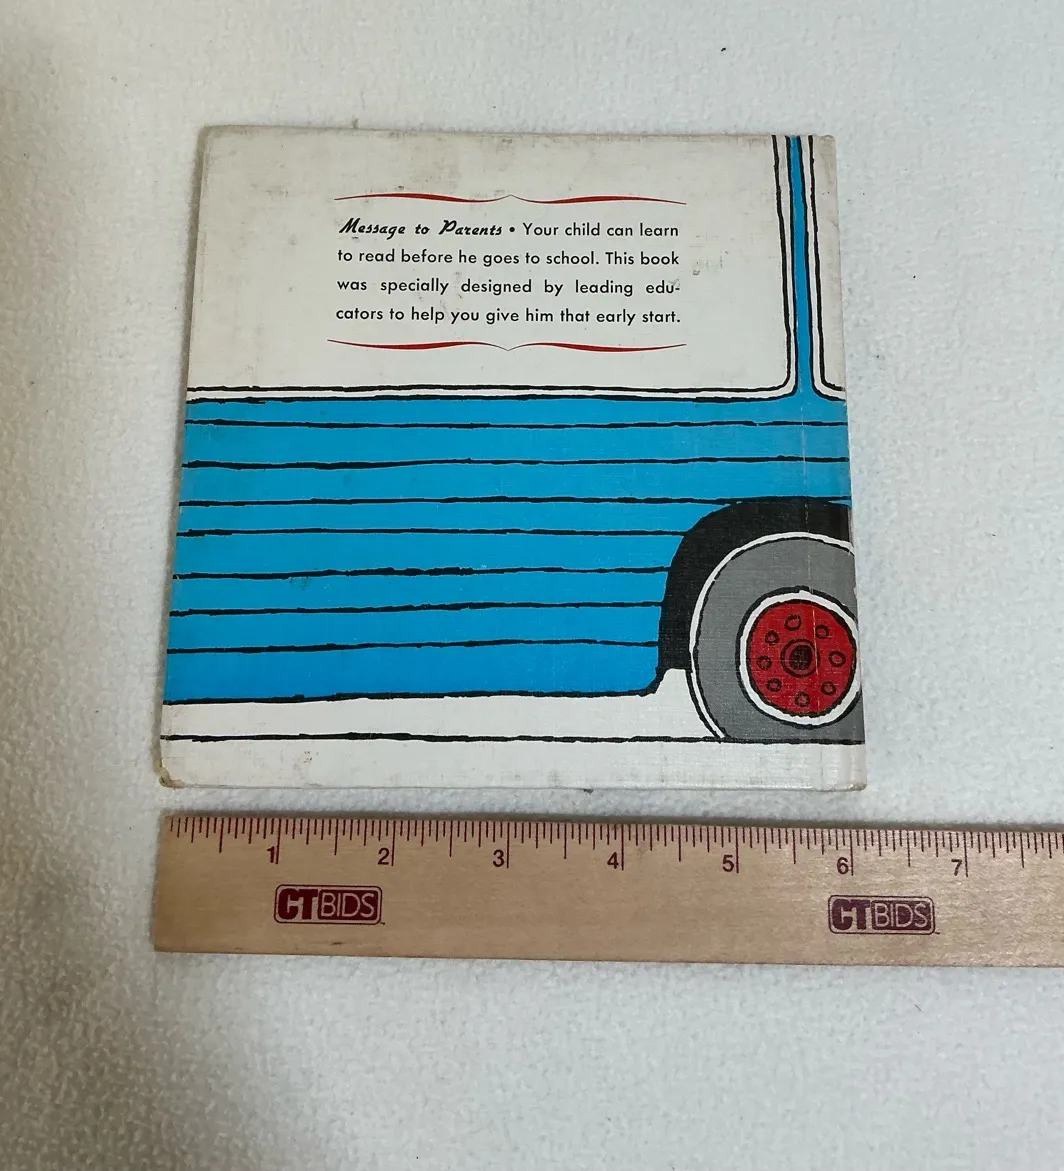 Message to Parents • Your child can learn
to read before he goes to school. This book
was specially designed by leading edu-
cators to help you give him that early start.
1 2 3 4 5 6 7
CTBIDS CTBIDS